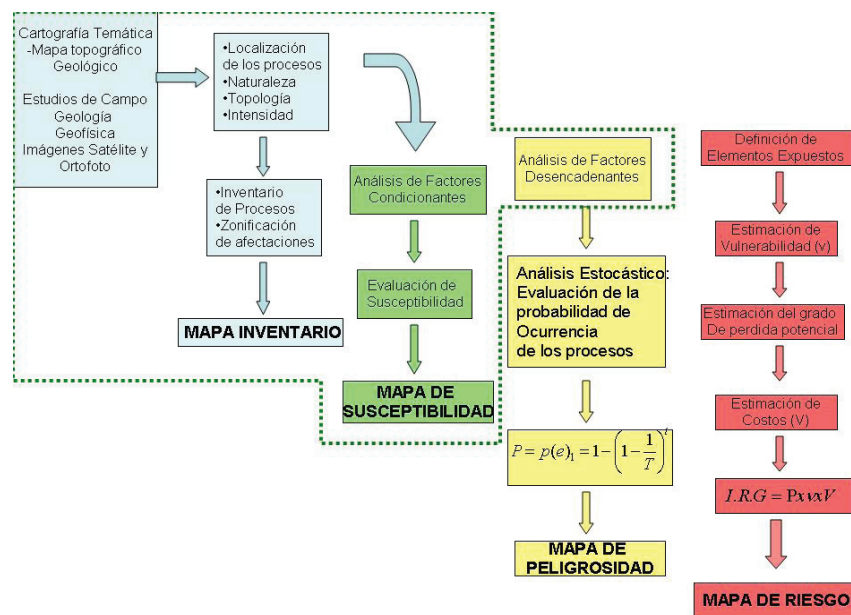 Cartografía Temática
-Mapa topográfico
Geológico
Estudios de Campo
Geología
Geofísica
Imágenes Satélite y
Ortofoto
•Localización
de los procesos
•Naturaleza
•Topología
•Intensidad
•Inventario
de Procesos
•Zonificación
de afectaciones
MAPA INVENTARIO
Análisis de Factores
Condicionantes
Evaluación de
Susceptibilidad
MAPA DE
SUSCEPTIBILIDAD
Análisis de Factores
Desencadenantes
Análisis Estocástico:
Evaluación de la
probabilidad de
Ocurrencia
de los procesos
P = p(e)₁ = 1 − (1 − 1/T)^t
MAPA DE
PELIGROSIDAD
Definición de
Elementos Expuestos
Estimación de
Vulnerabilidad (v)
Estimación del grado
De perdida potencial
Estimación de
Costos (V)
I.R.G = PxvxV
MAPA DE RIESGO